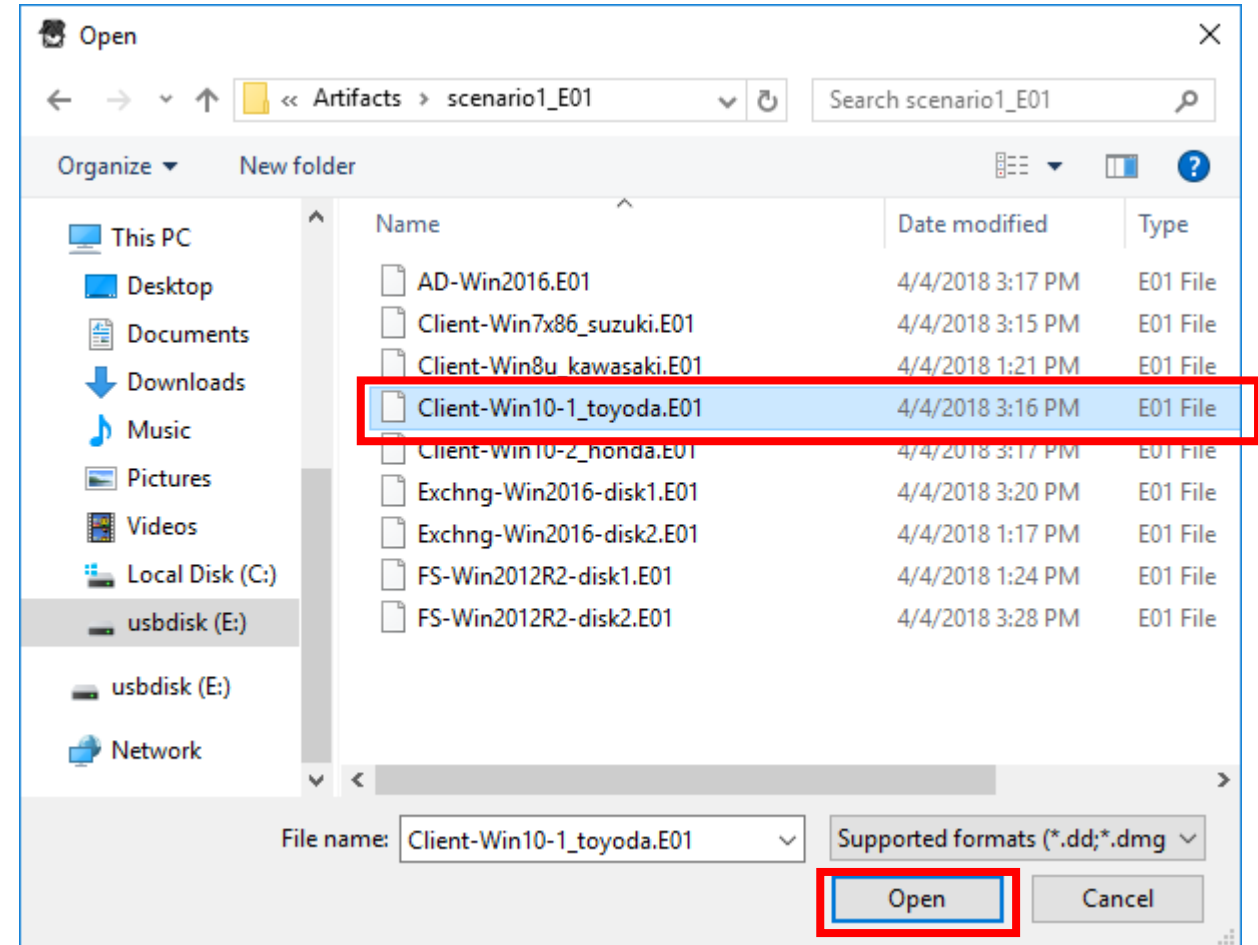 Open
« Artifacts > scenario1_E01
Search scenario1_E01
Organize
New folder
This PC
Desktop
Documents
Downloads
Music
Pictures
Videos
Local Disk (C:)
usbdisk (E:)
usbdisk (E:)
Network
Name Date modified Type
AD-Win2016.E01 4/4/2018 3:17 PM E01 File
Client-Win7x86_suzuki.E01 4/4/2018 3:15 PM E01 File
Client-Win8u_kawasaki.E01 4/4/2018 1:21 PM E01 File
Client-Win10-1_toyoda.E01 4/4/2018 3:16 PM E01 File
Client-Win10-2_honda.E01 4/4/2018 3:17 PM E01 File
Exchng-Win2016-disk1.E01 4/4/2018 3:20 PM E01 File
Exchng-Win2016-disk2.E01 4/4/2018 1:17 PM E01 File
FS-Win2012R2-disk1.E01 4/4/2018 1:24 PM E01 File
FS-Win2012R2-disk2.E01 4/4/2018 3:28 PM E01 File
File name: Client-Win10-1_toyoda.E01
Supported formats (*.dd;*.dmg
Open
Cancel